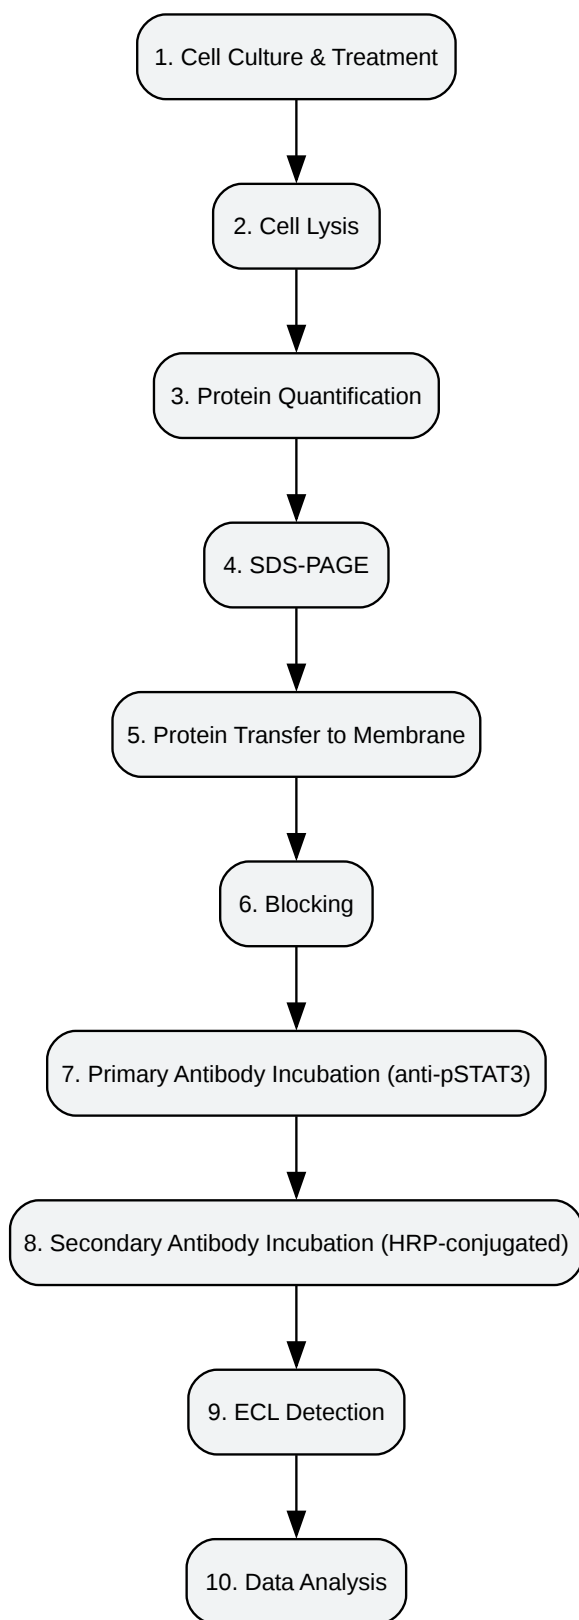 1. Cell Culture & Treatment
2. Cell Lysis
3. Protein Quantification
4. SDS-PAGE
5. Protein Transfer to Membrane
6. Blocking
7. Primary Antibody Incubation (anti-pSTAT3)
8. Secondary Antibody Incubation (HRP-conjugated)
9. ECL Detection
10. Data Analysis